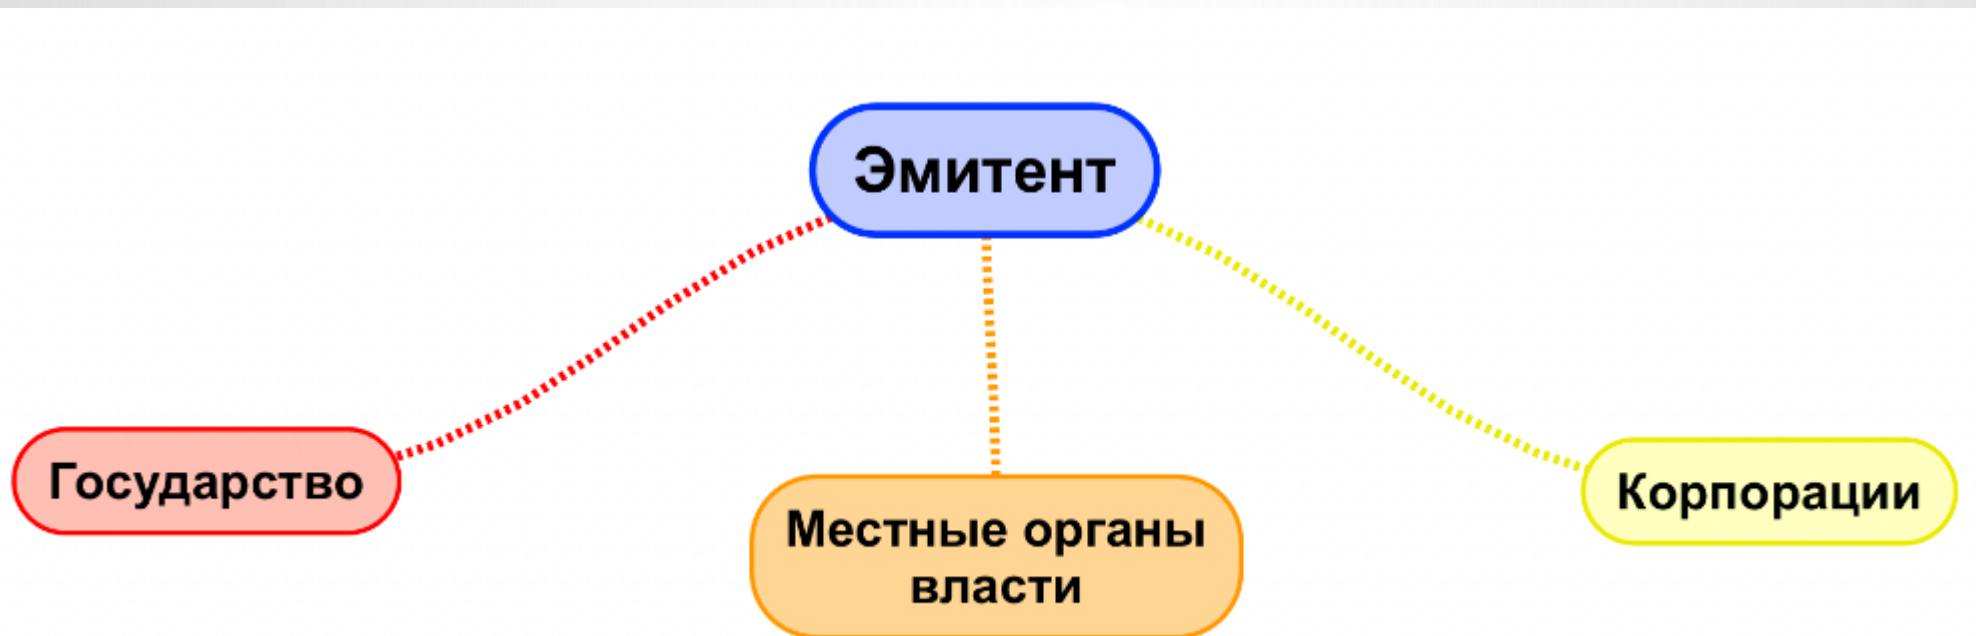 Эмитент
Государство
Местные органы
власти
Корпорации